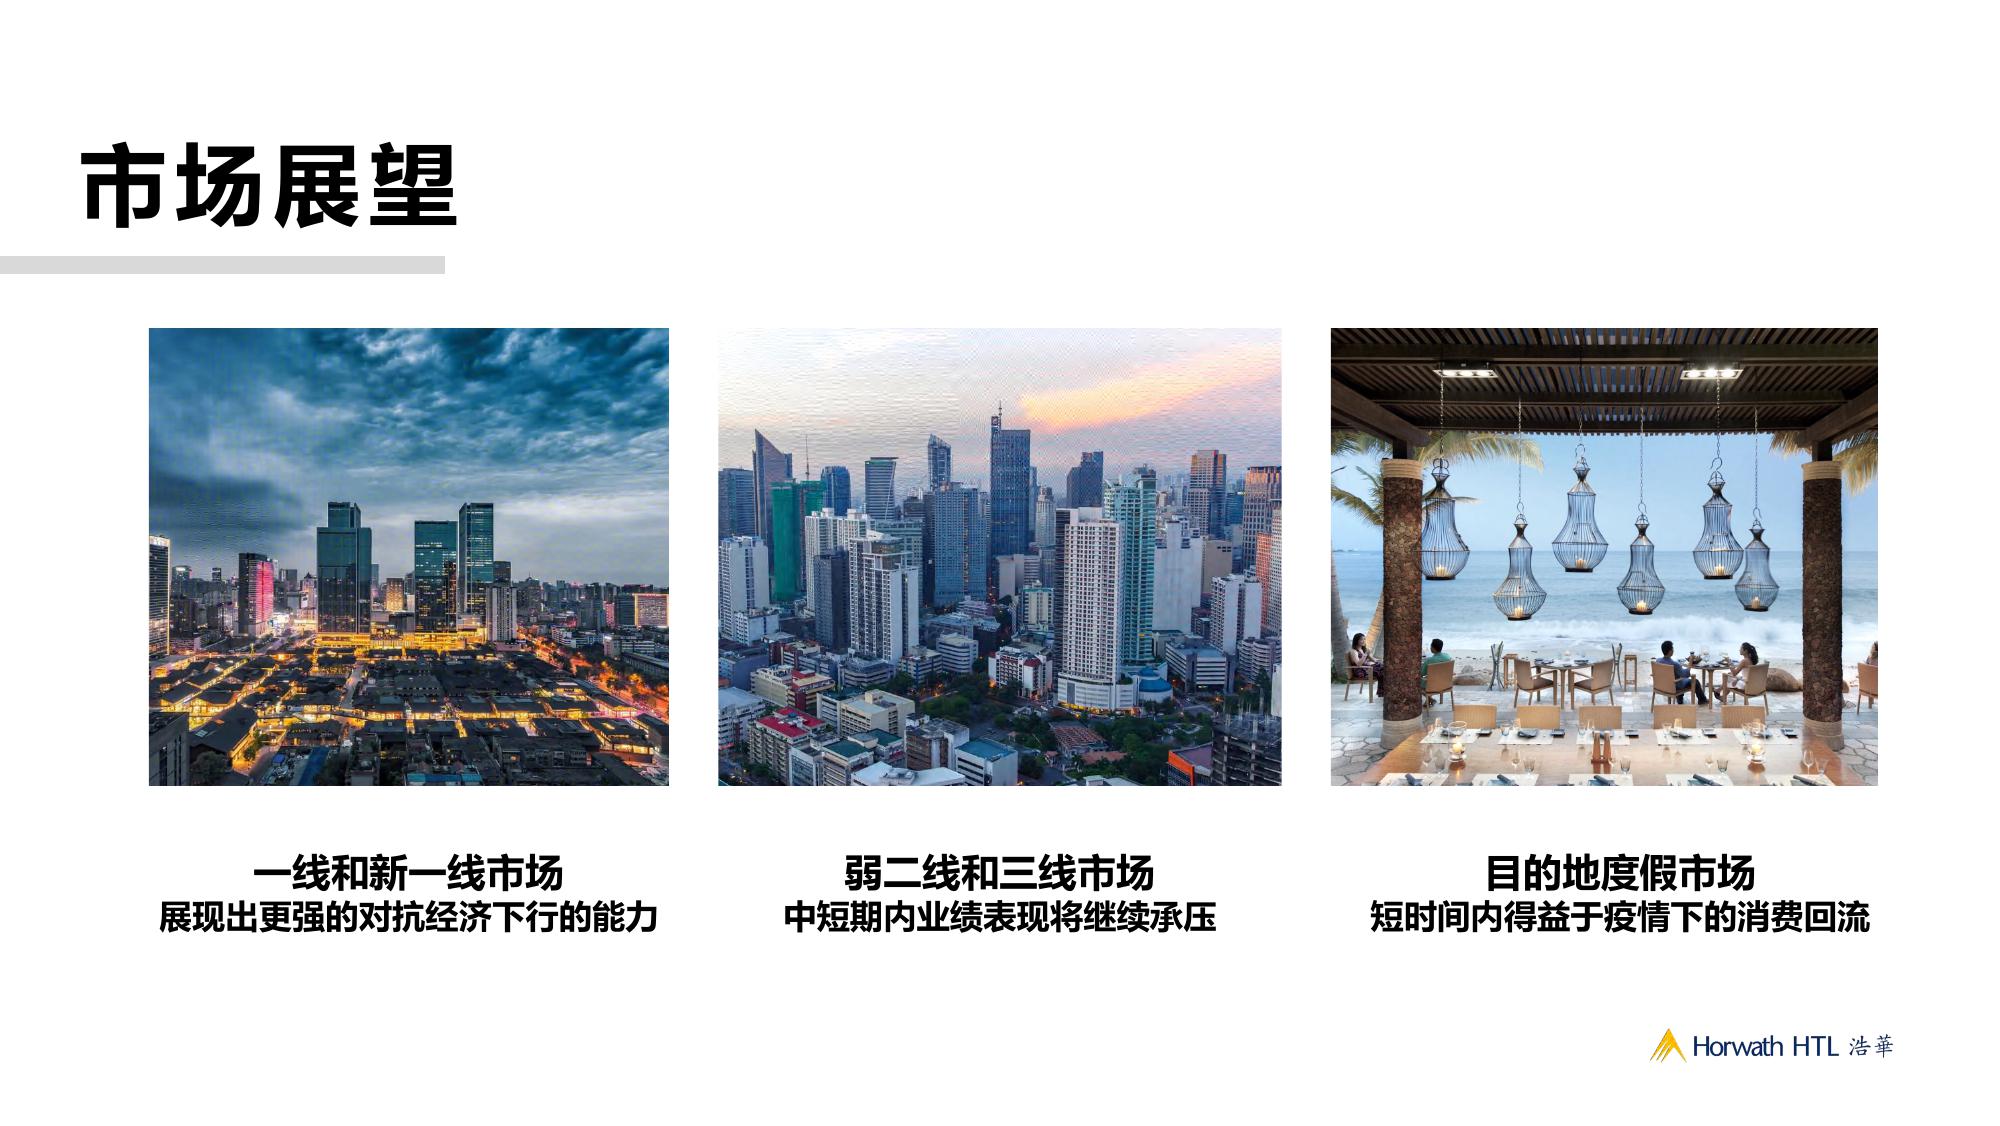 市场展望
一线和新一线市场
展现出更强的对抗经济下行的能力
弱二线和三线市场
中短期内业绩表现将继续承压
目的地度假市场
短时间内得益于疫情下的消费回流
Horwath HTL 浩華